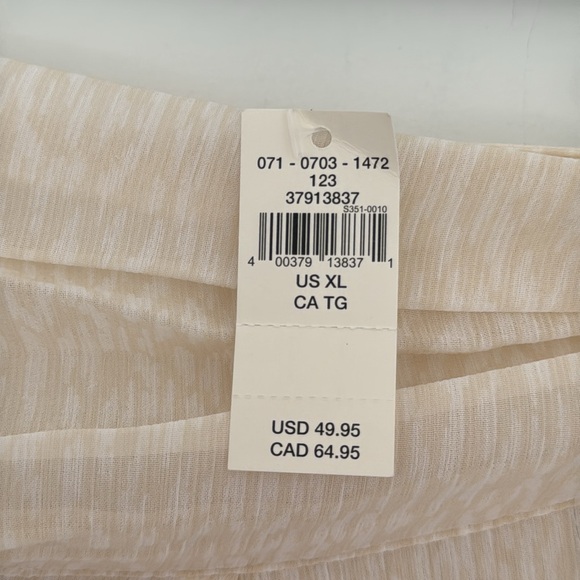 071 - 0703 - 1472
123
37913837
S351-0010
4 00379 13837 1
US XL
CA TG
USD 49.95
CAD 64.95